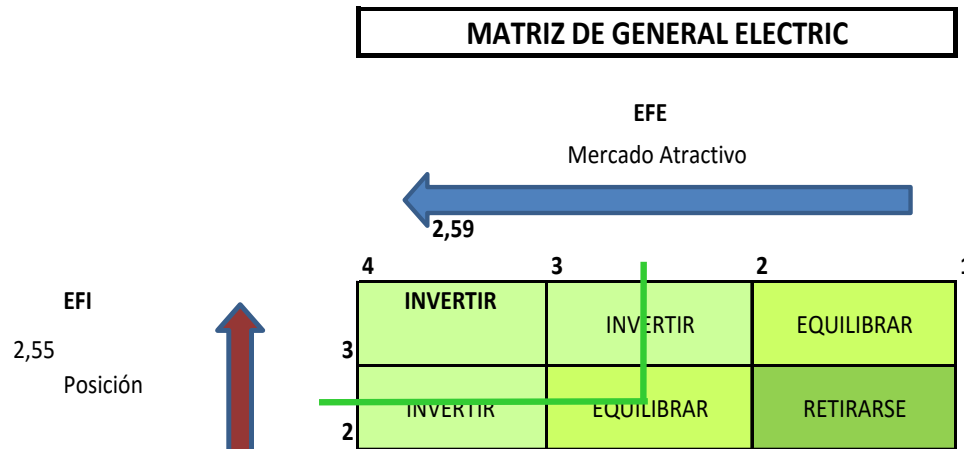 MATRIZ DE GENERAL ELECTRIC
EFE
Mercado Atractivo
2,59
4 3 2 1
EFI
INVERTIR
INVERTIR EQUILIBRAR
2,55
3
Posición
INVERTIR EQUILIBRAR RETIRARSE
2